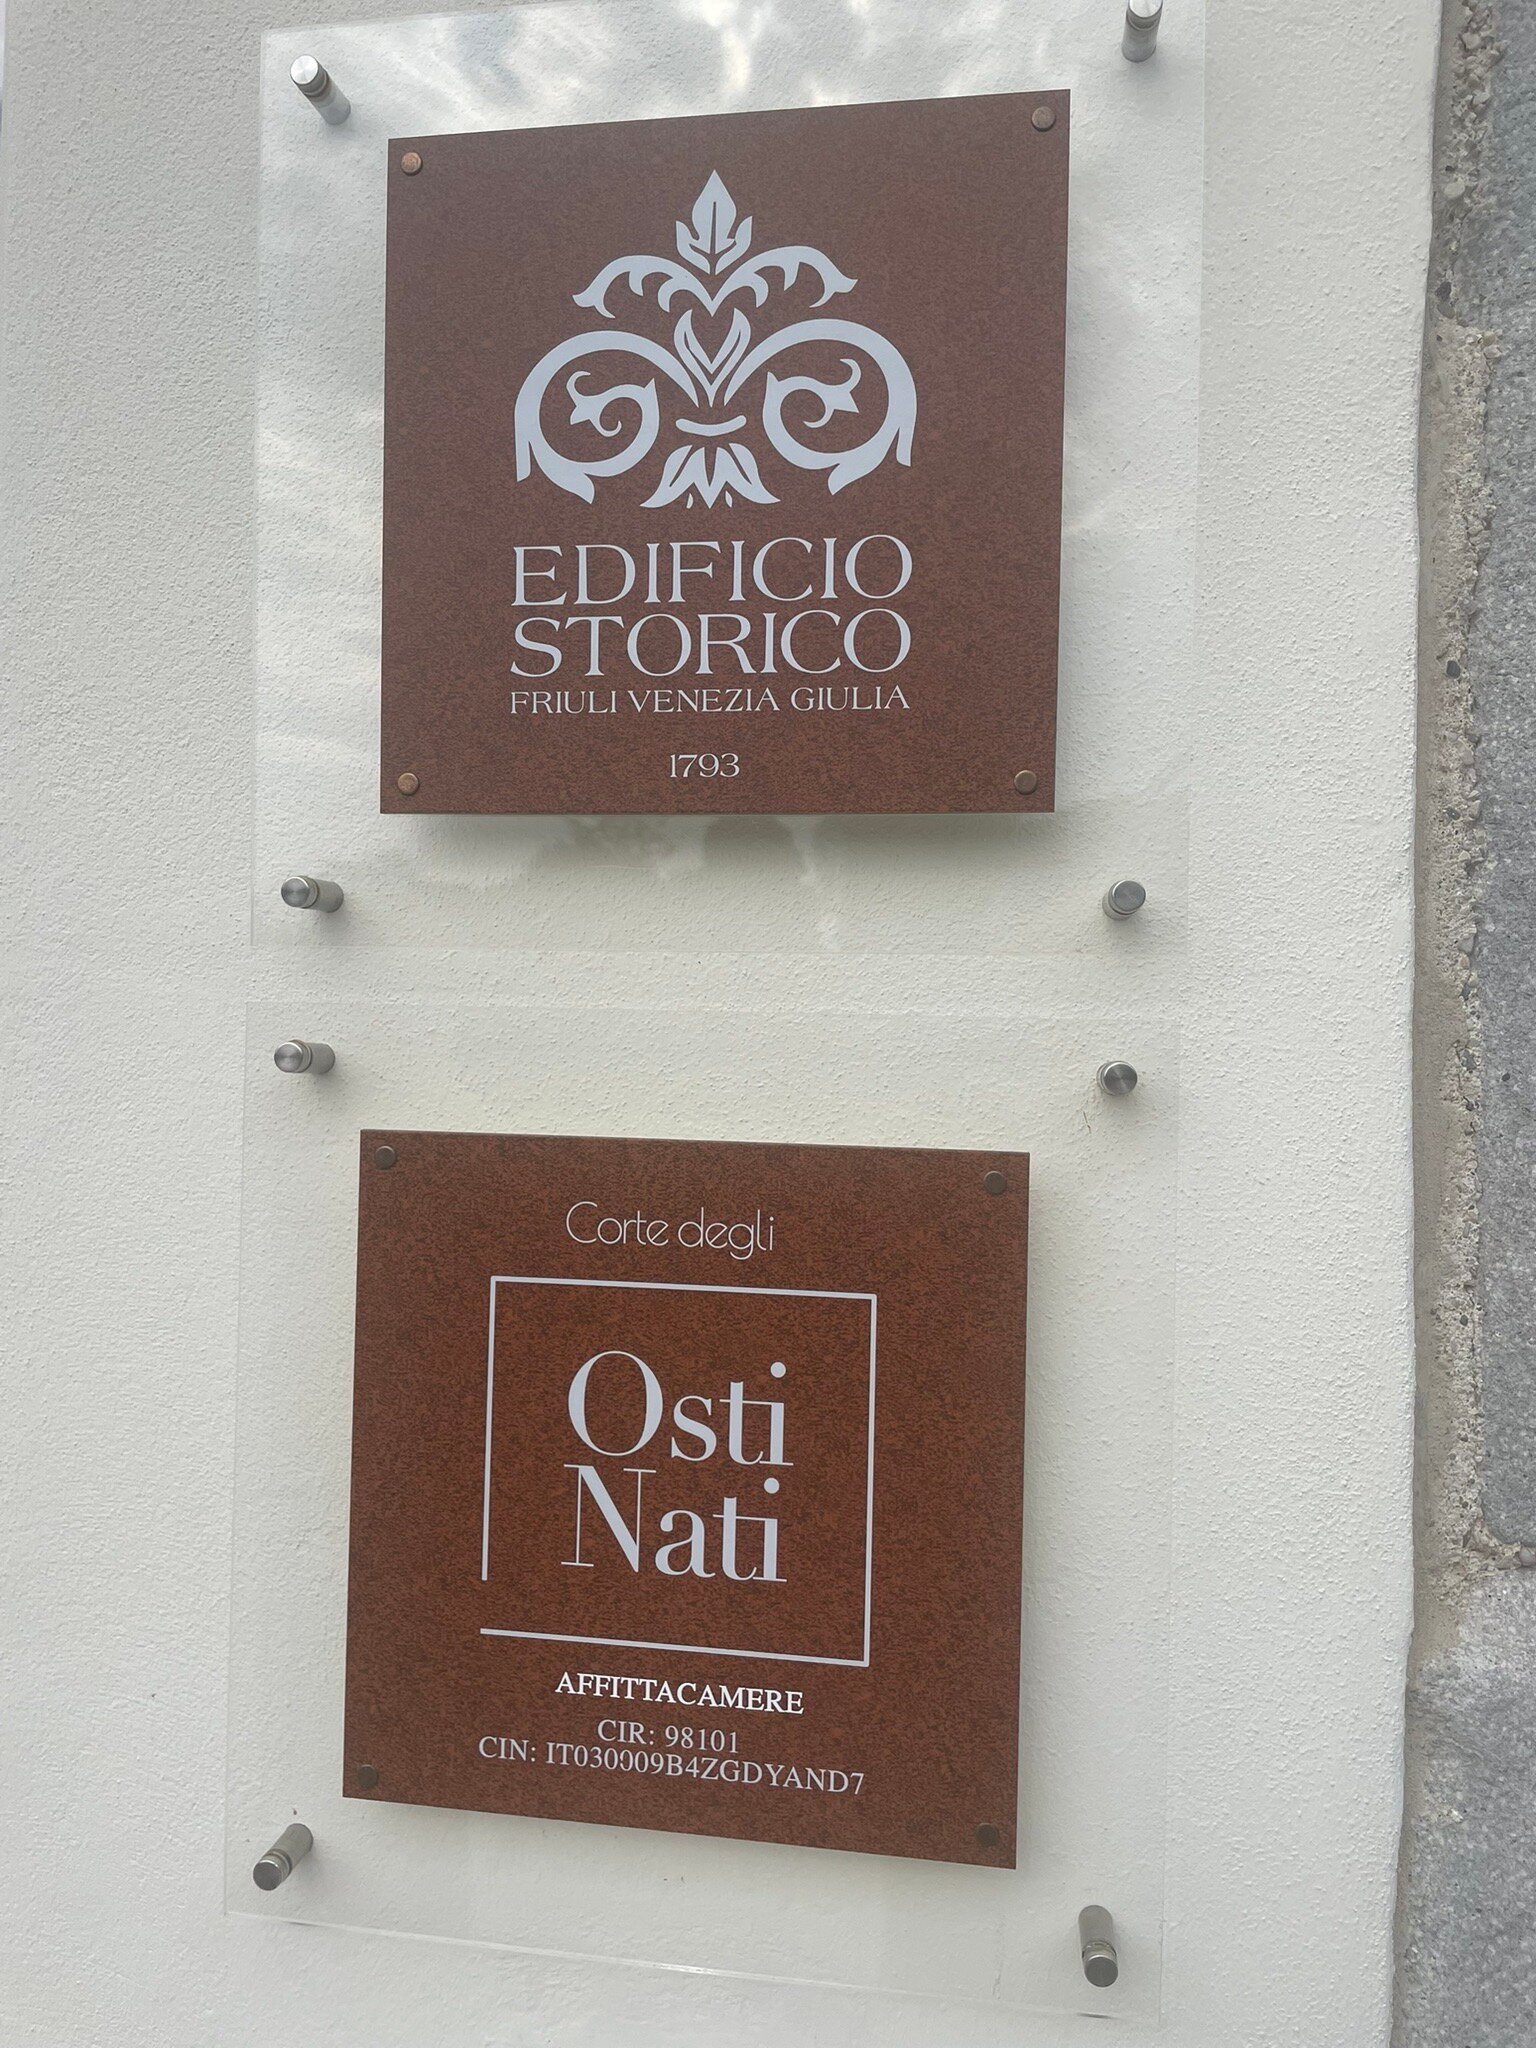 EDIFICIO
STORICO
FRIULI VENEZIA GIULIA
1793
Corte degli
Osti
Nati
AFFITTACAMERE
CIR: 98101
CIN: IT030009B4ZGDYAND7